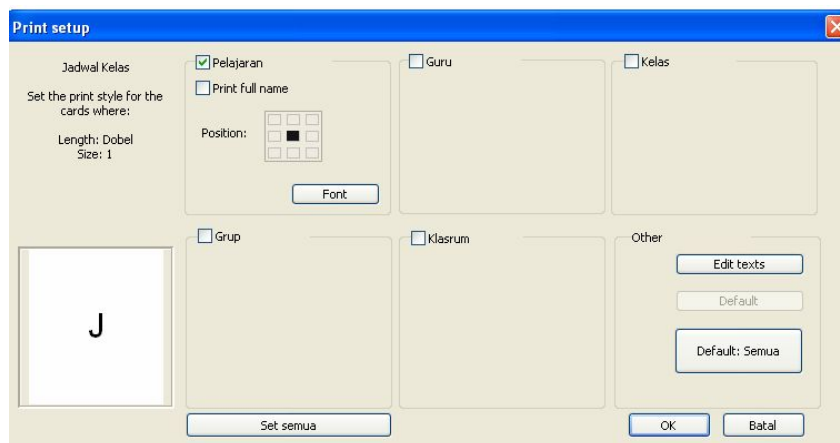 Print setup
Jadwal Kelas
Set the print style for the
cards where:
Length: Dobel
Size: 1
Pelajaran
Print full name
Position:
Font
Guru
Kelas
J
Grup
Klasrum
Other
Edit texts
Default
Default: Semua
Set semua
OK
Batal